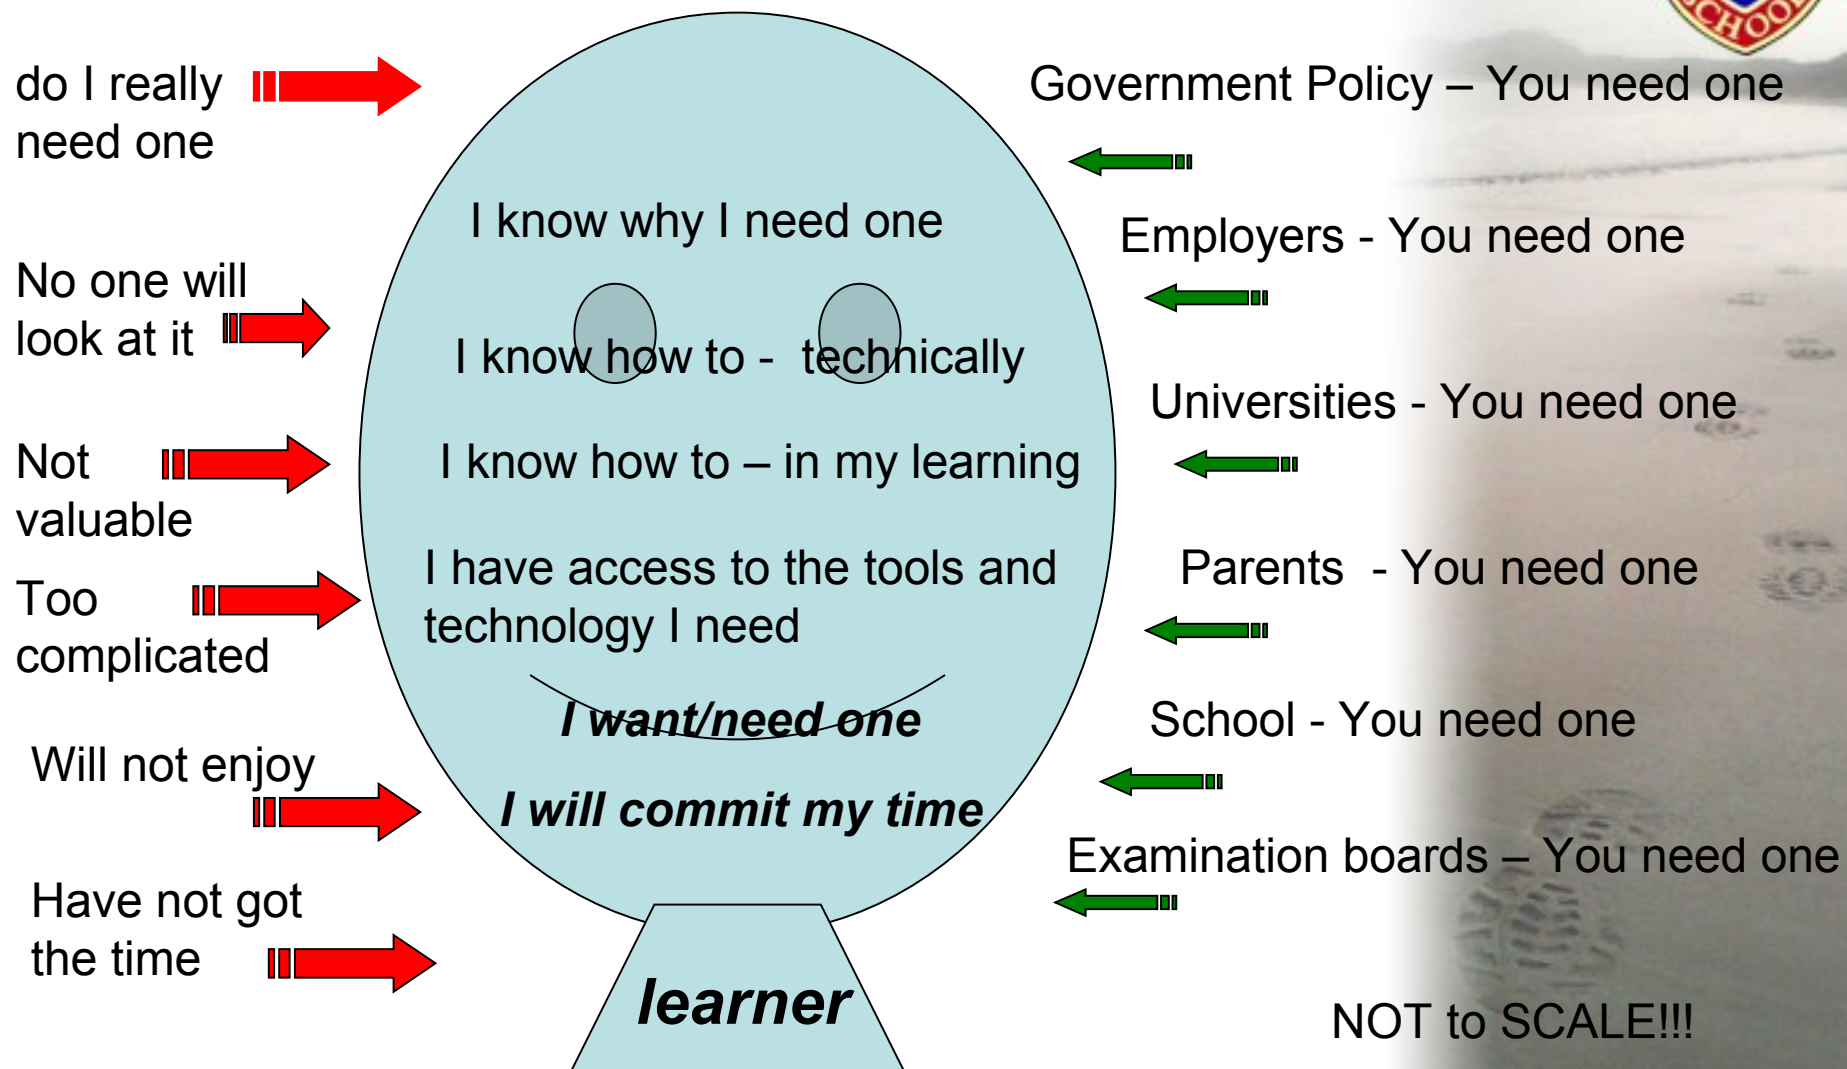 SCHOOL
do I really
need one
No one will
look at it
Not
valuable
Too
complicated
Will not enjoy
Have not got
the time
I know why I need one
I know how to -  technically
I know how to – in my learning
I have access to the tools and
technology I need
I want/need one
I will commit my time
learner
Government Policy – You need one
Employers - You need one
Universities - You need one
Parents  - You need one
School - You need one
Examination boards – You need one
NOT to SCALE!!!